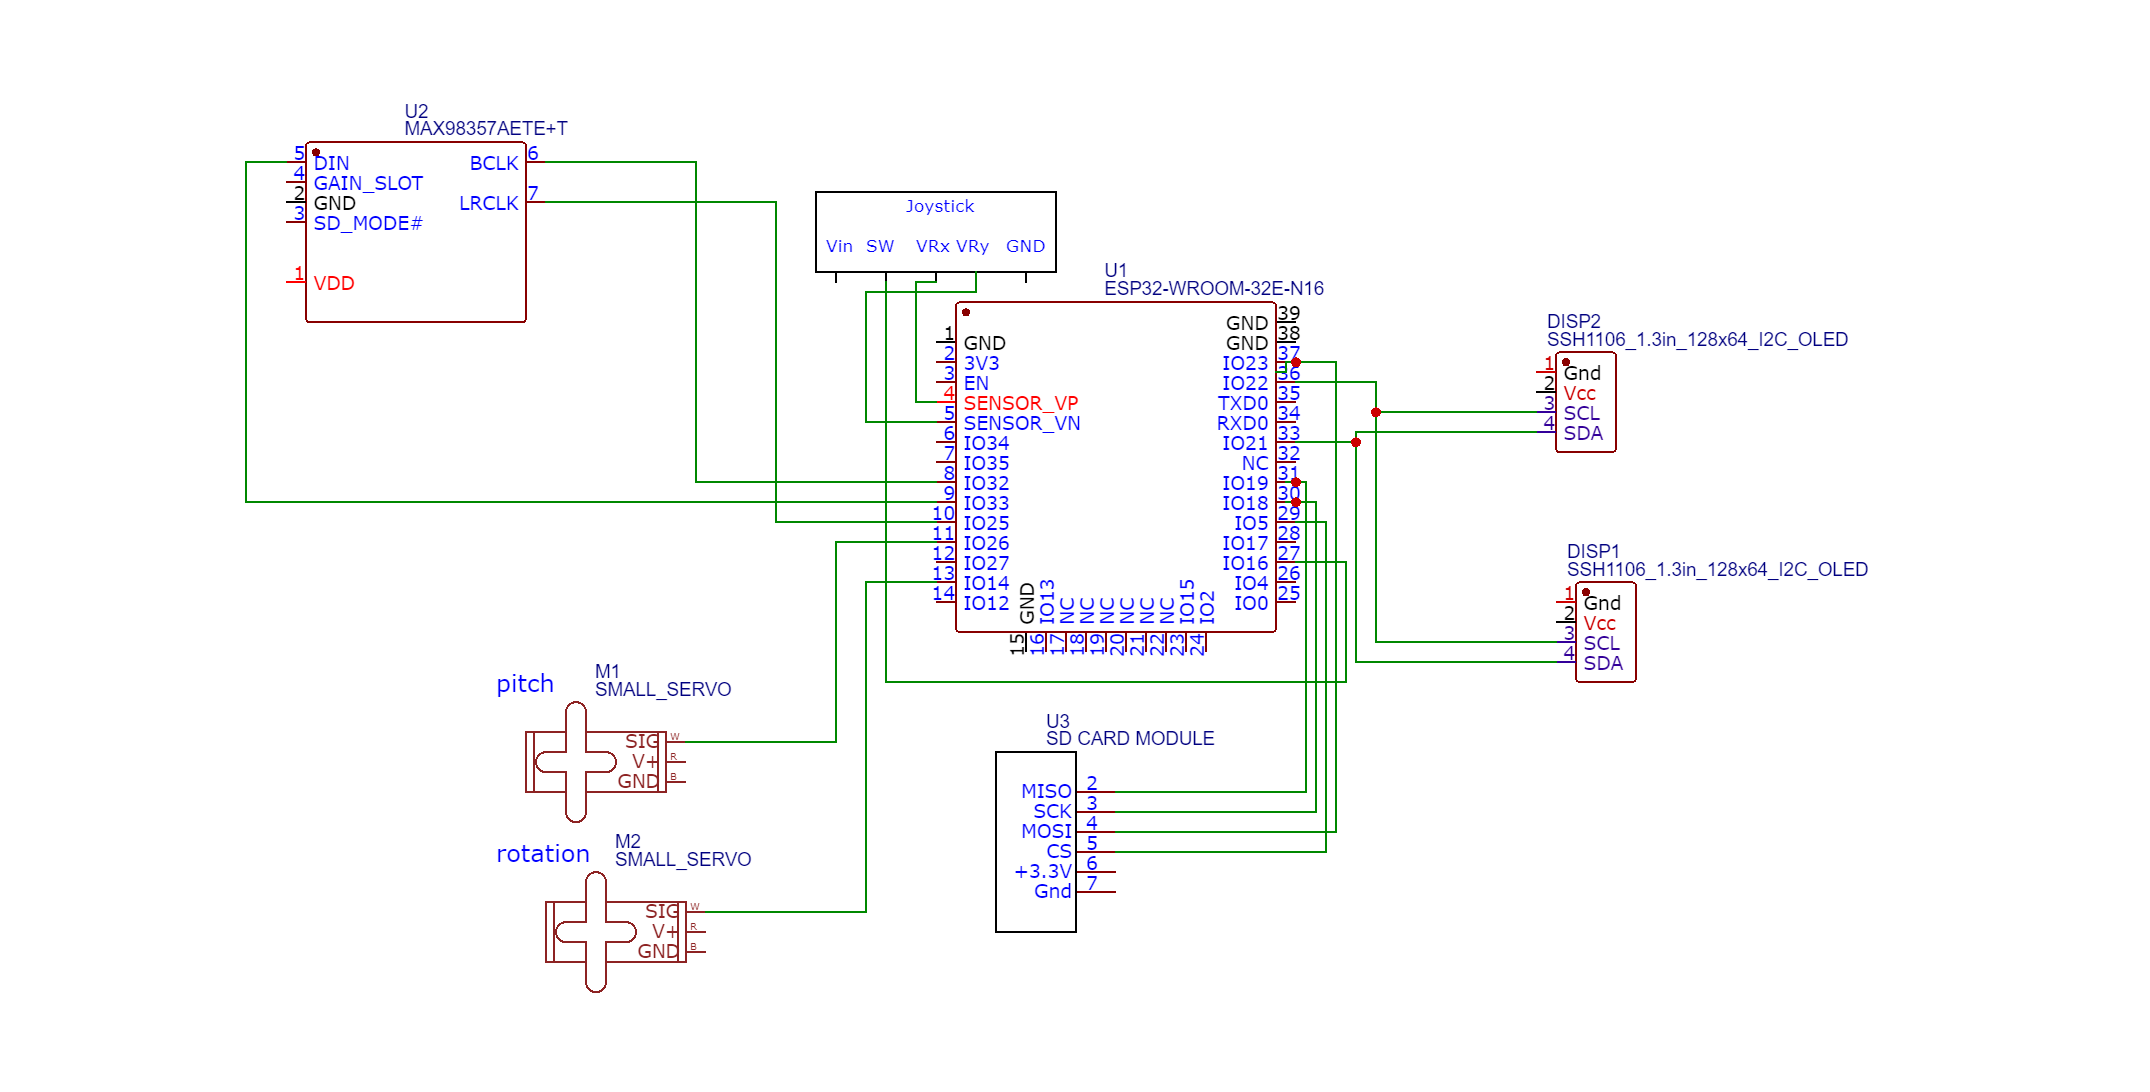 U2
MAX98357AETE+T
5 DIN
4 GAIN_SLOT
2 GND
3 SD_MODE#
1 VDD
BCLK 6
LRCLK 7
Joystick
Vin SW VRx VRy GND
U1
ESP32-WROOM-32E-N16
1 GND
2 3V3
3 EN
4 SENSOR_VP
5 SENSOR_VN
6 IO34
7 IO35
8 IO32
9 IO33
10 IO25
11 IO26
12 IO27
13 IO14
14 IO12
15 GND
16 IO13
17 NC
18 NC
19 NC
20 NC
21 NC
22 NC
23 IO15
24 IO2
GND 39
GND 38
IO23 37
IO22 36
TXD0 35
RXD0 34
IO21 33
NC 32
IO19 31
IO18 30
IO5 29
IO17 28
IO16 27
IO4 26
IO0 25
DISP2
SSH1106_1.3in_128x64_I2C_OLED
1 Gnd
2 Vcc
3 SCL
4 SDA
DISP1
SSH1106_1.3in_128x64_I2C_OLED
1 Gnd
2 Vcc
3 SCL
4 SDA
pitch
M1
SMALL_SERVO
SIG W
V+ R
GND B
rotation
M2
SMALL_SERVO
SIG W
V+ R
GND B
U3
SD CARD MODULE
MISO 2
SCK 3
MOSI 4
CS 5
+3.3V 6
Gnd 7